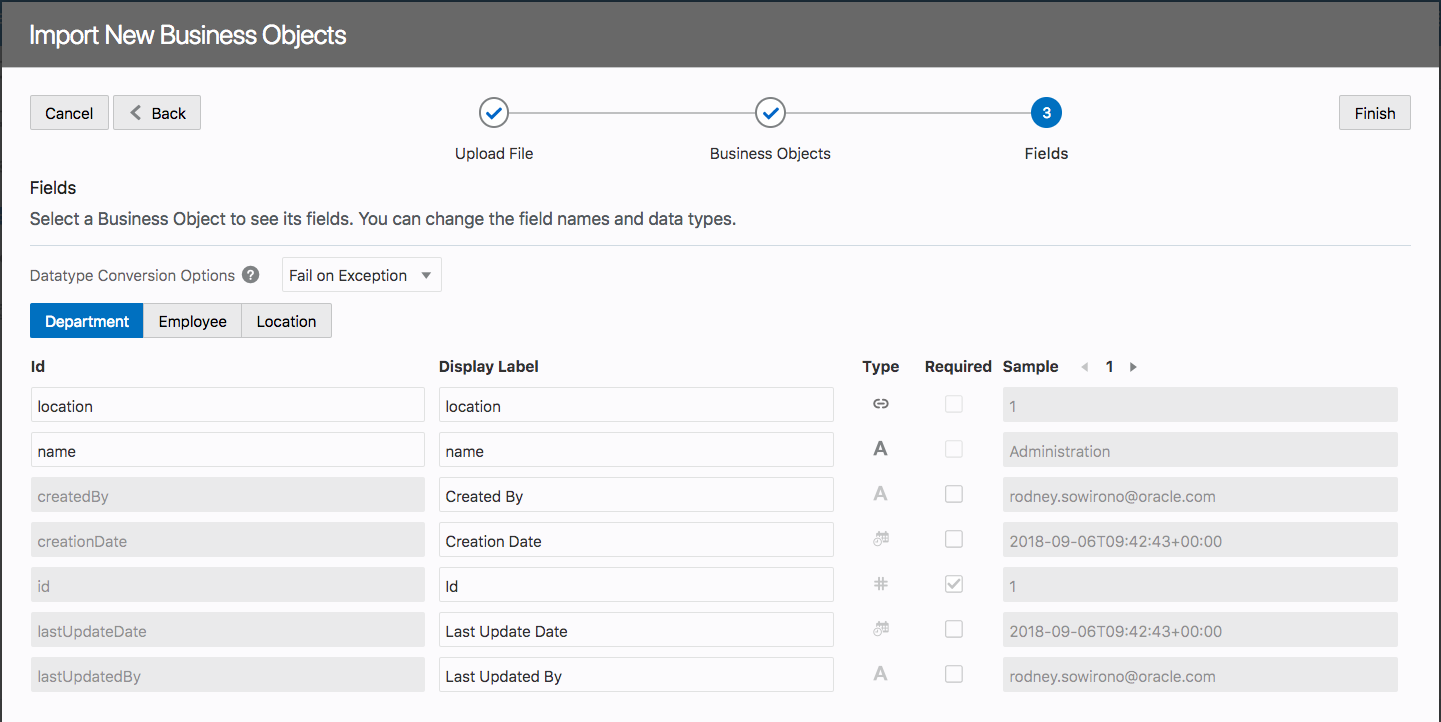 Import New Business Objects
Cancel Back Finish
3
Upload File Business Objects Fields
Fields
Select a Business Object to see its fields. You can change the field names and data types.
Datatype Conversion Options ? Fail on Exception
Department Employee Location
Id Display Label Type Required Sample 1
location location 1
name name A Administration
createdBy Created By A rodney.sowirono@oracle.com
creationDate Creation Date 2018-09-06T09:42:43+00:00
id Id # 1
lastUpdateDate Last Update Date 2018-09-06T09:42:43+00:00
lastUpdatedBy Last Updated By A rodney.sowirono@oracle.com